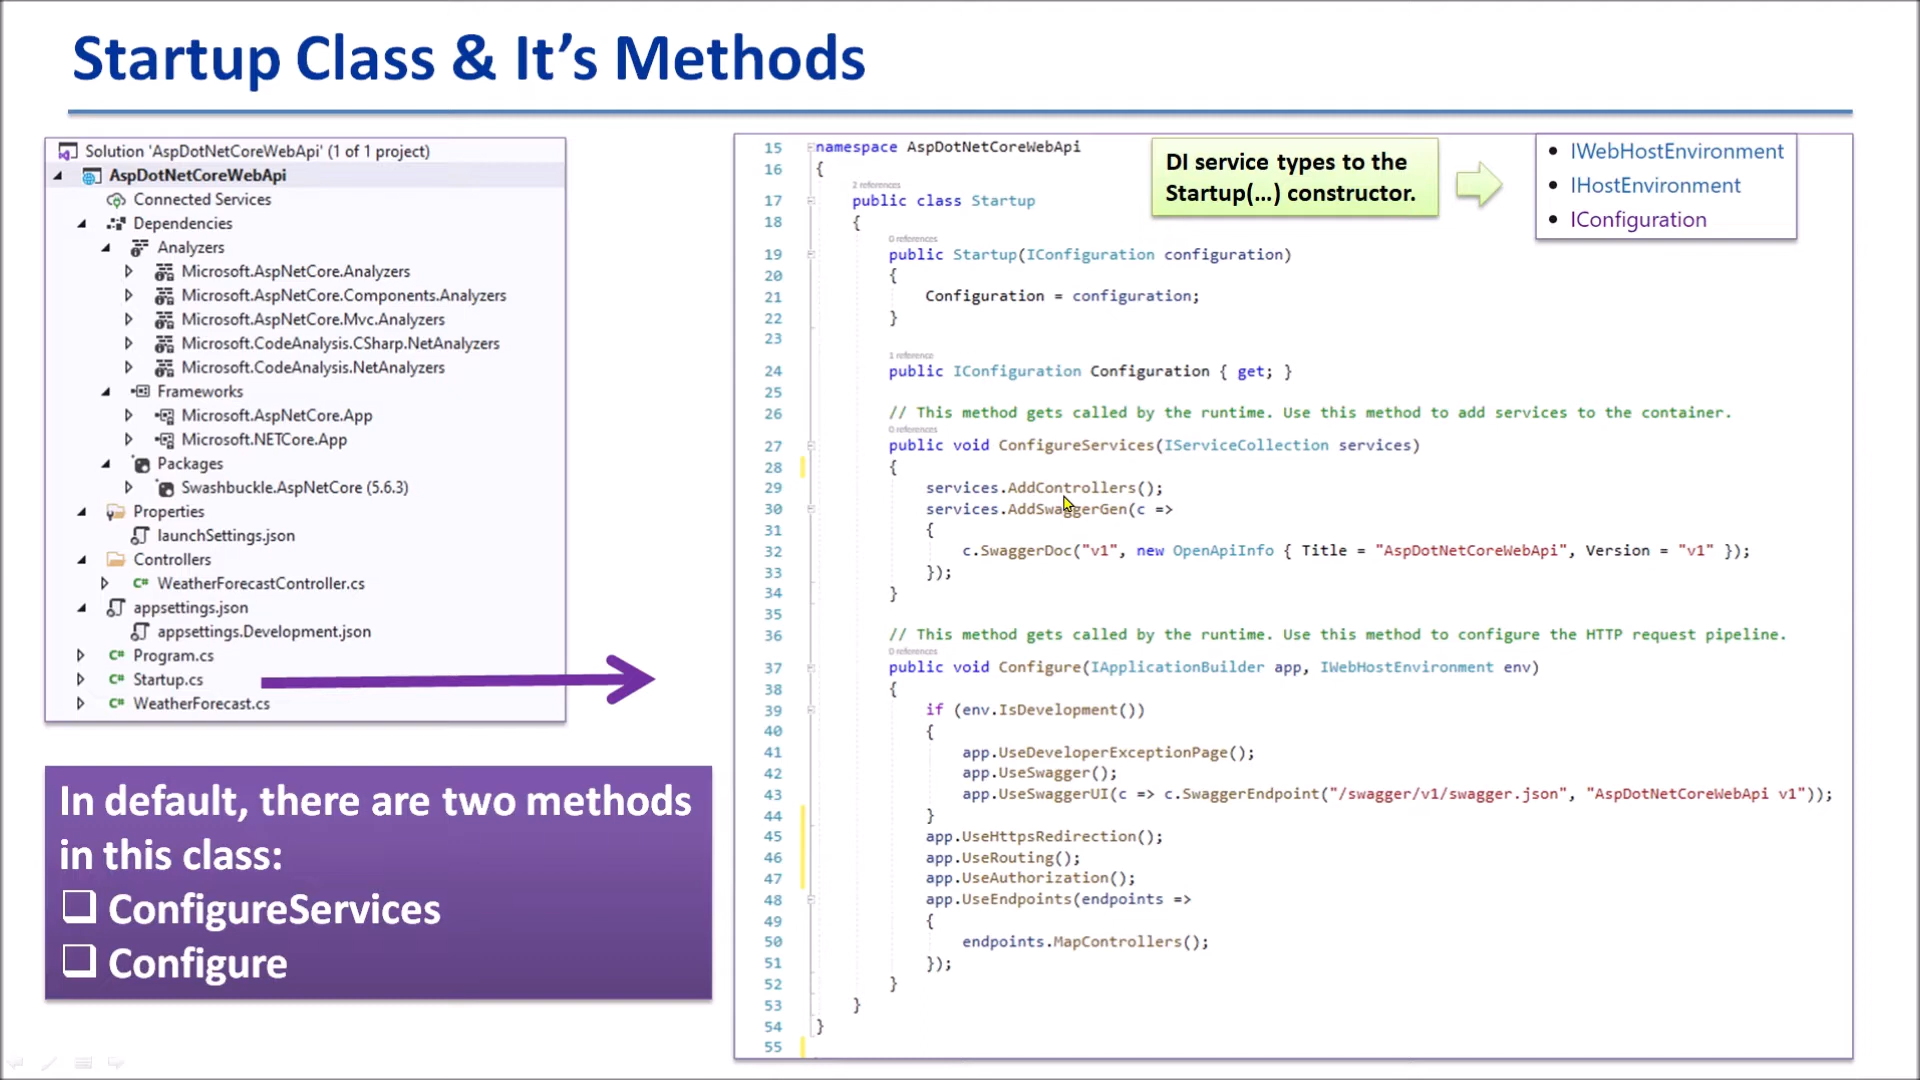 Startup Class & It's Methods
Solution 'AspDotNetCoreWebApi' (1 of 1 project)
AspDotNetCoreWebApi
Connected Services
Dependencies
Analyzers
Microsoft.AspNetCore.Analyzers
Microsoft.AspNetCore.Components.Analyzers
Microsoft.AspNetCore.Mvc.Analyzers
Microsoft.CodeAnalysis.CSharp.NetAnalyzers
Microsoft.CodeAnalysis.NetAnalyzers
Frameworks
Microsoft.AspNetCore.App
Microsoft.NETCore.App
Packages
Swashbuckle.AspNetCore (5.6.3)
Properties
launchSettings.json
Controllers
C# WeatherForecastController.cs
appsettings.json
appsettings.Development.json
C# Program.cs
C# Startup.cs
C# WeatherForecast.cs
In default, there are two methods
in this class:
❑ ConfigureServices
❑ Configure
DI service types to the
Startup(...) constructor.
• IWebHostEnvironment
• IHostEnvironment
• IConfiguration
15 namespace AspDotNetCoreWebApi
16 {
2 references
17 public class Startup
18 {
0 references
19 public Startup(IConfiguration configuration)
20 {
21 Configuration = configuration;
22 }
23
1 reference
24 public IConfiguration Configuration { get; }
25
26 // This method gets called by the runtime. Use this method to add services to the container.
0 references
27 public void ConfigureServices(IServiceCollection services)
28 {
29 services.AddControllers();
30 services.AddSwaggerGen(c =>
31 {
32 c.SwaggerDoc("v1", new OpenApiInfo { Title = "AspDotNetCoreWebApi", Version = "v1" });
33 });
34 }
35
36 // This method gets called by the runtime. Use this method to configure the HTTP request pipeline.
0 references
37 public void Configure(IApplicationBuilder app, IWebHostEnvironment env)
38 {
39 if (env.IsDevelopment())
40 {
41 app.UseDeveloperExceptionPage();
42 app.UseSwagger();
43 app.UseSwaggerUI(c => c.SwaggerEndpoint("/swagger/v1/swagger.json", "AspDotNetCoreWebApi v1"));
44 }
45 app.UseHttpsRedirection();
46 app.UseRouting();
47 app.UseAuthorization();
48 app.UseEndpoints(endpoints =>
49 {
50 endpoints.MapControllers();
51 });
52 }
53 }
54 }
55